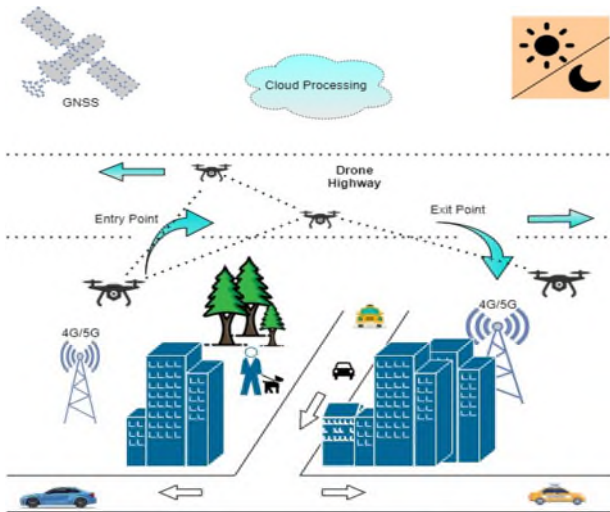 GNSS
Cloud Processing
Drone
Highway
Entry Point
Exit Point
4G/5G
4G/5G